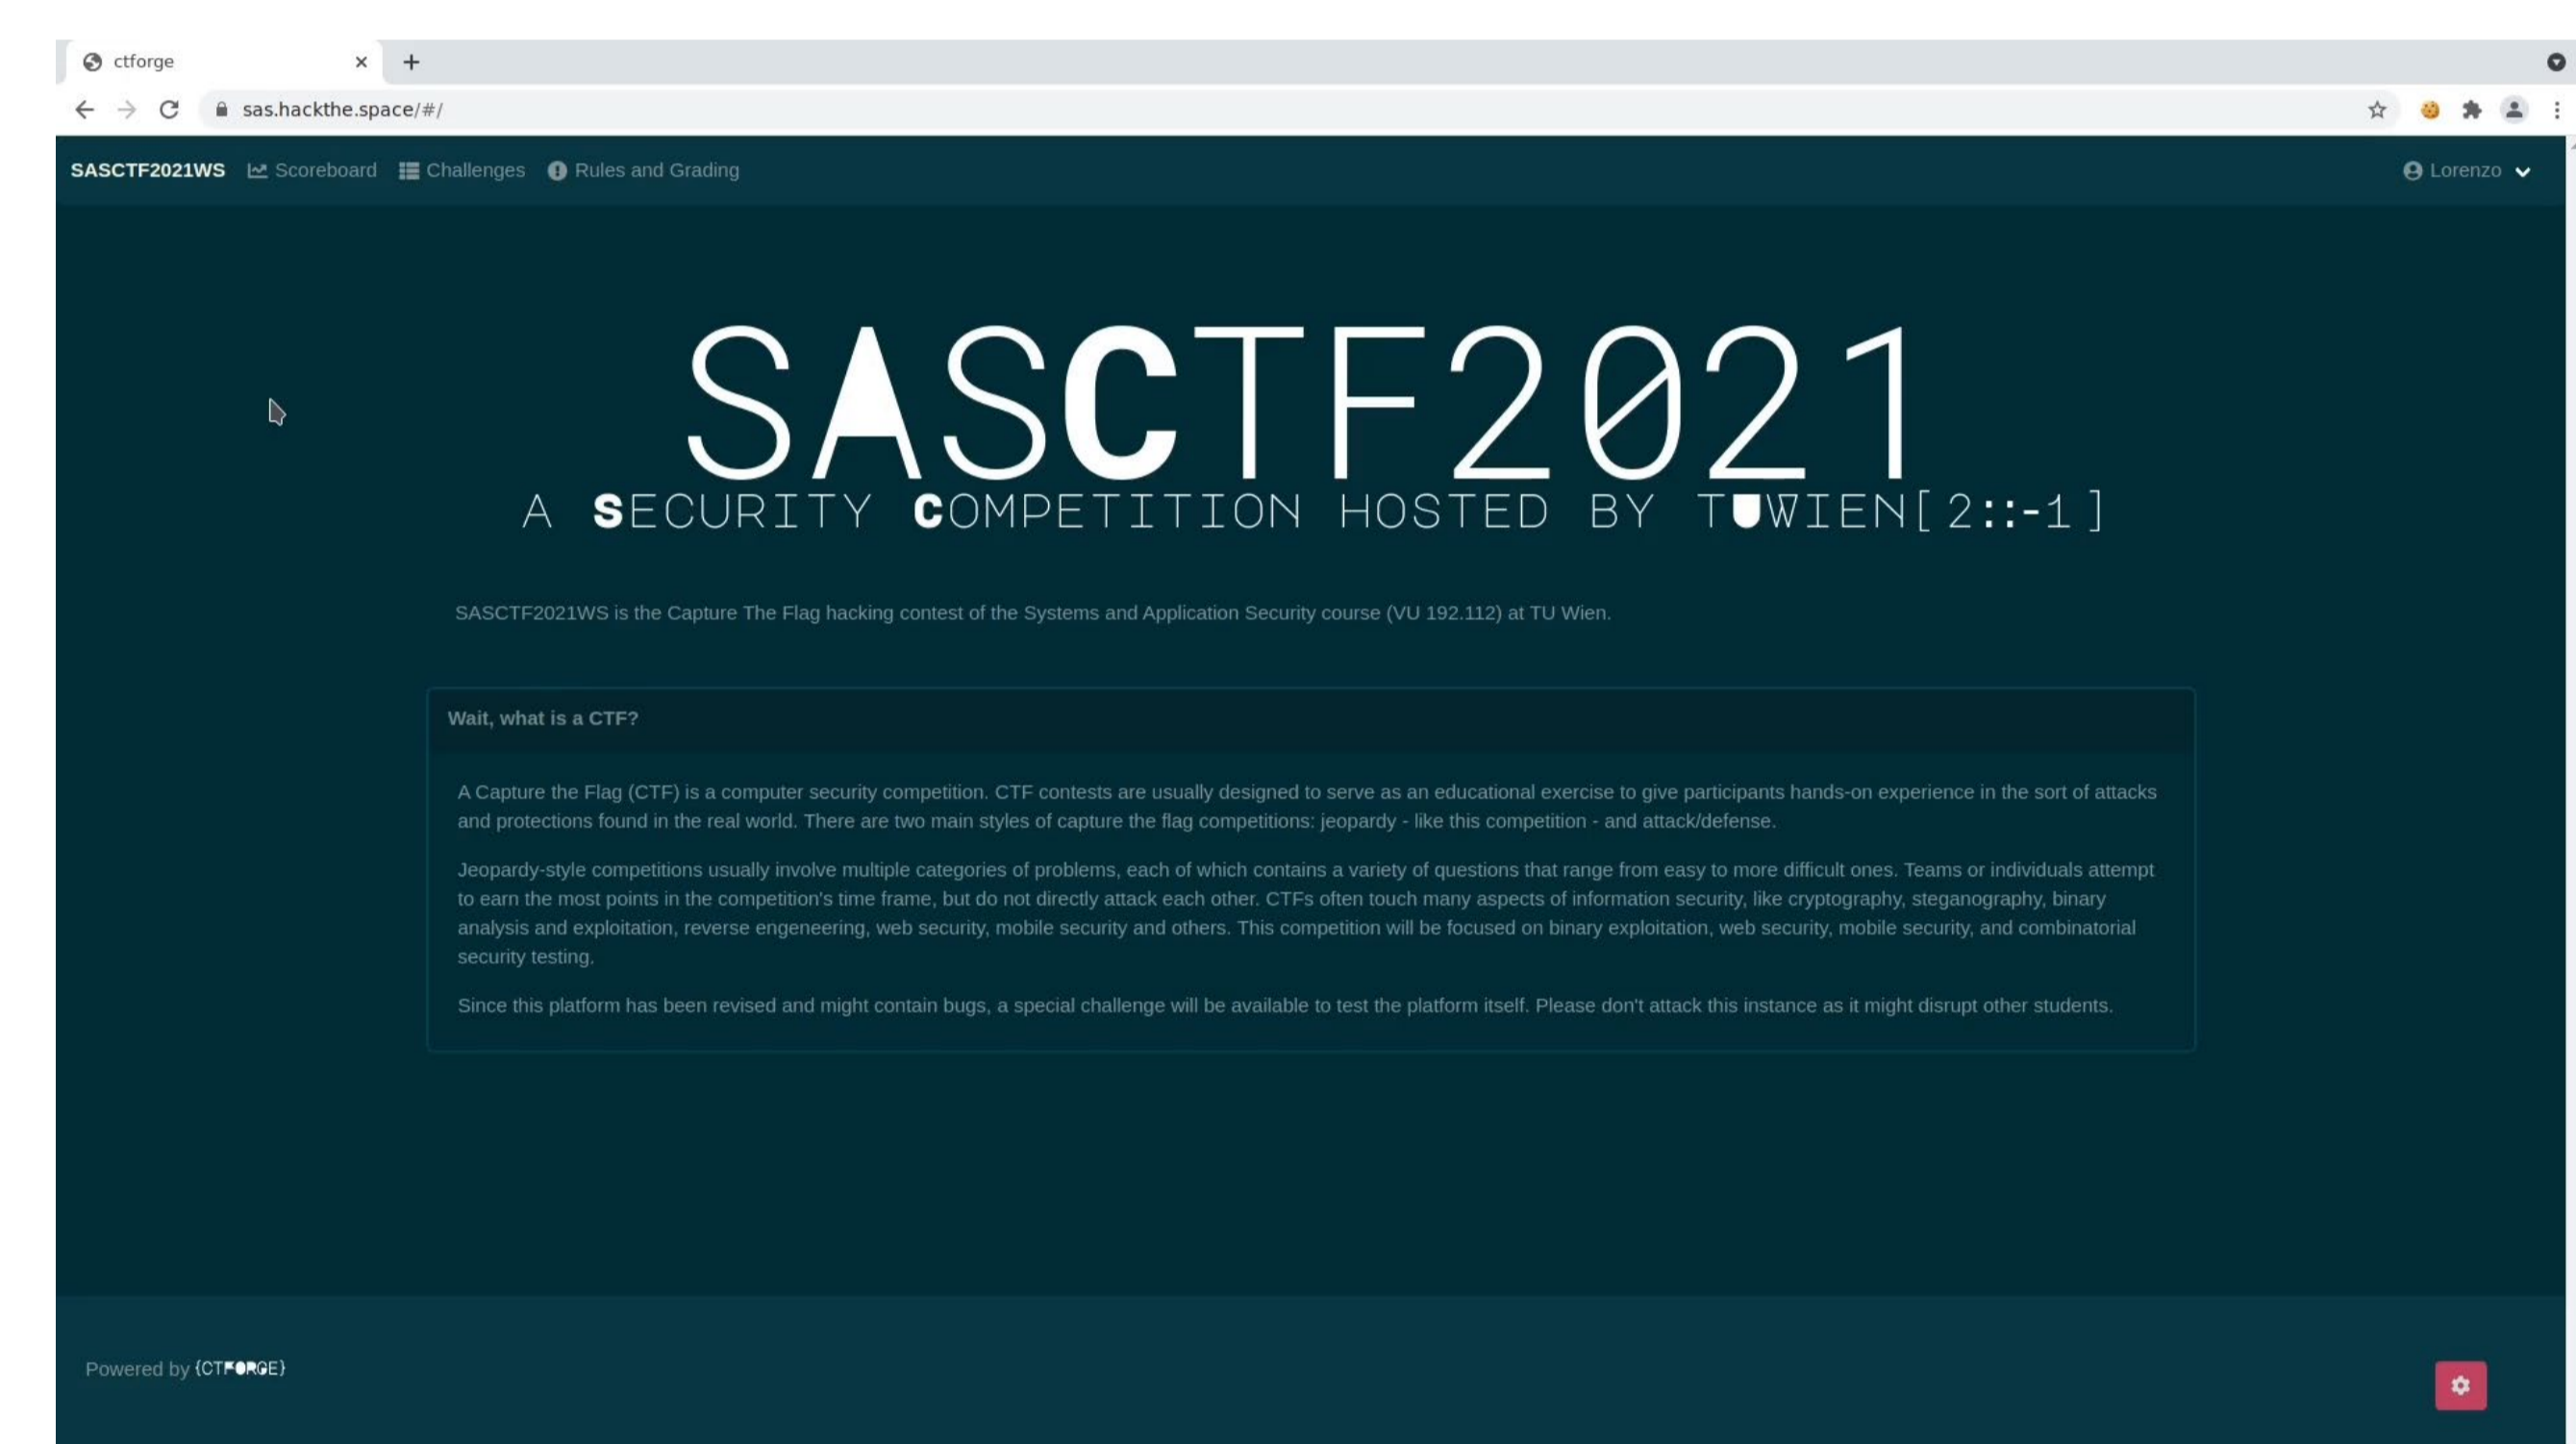 ctforge
sas.hackthe.space/#/
SASCTF2021WS Scoreboard Challenges Rules and Grading Lorenzo
SASCTF2021
A SECURITY COMPETITION HOSTED BY TUWIEN[2::-1]
SASCTF2021WS is the Capture The Flag hacking contest of the Systems and Application Security course (VU 192.112) at TU Wien.
Wait, what is a CTF?
A Capture the Flag (CTF) is a computer security competition. CTF contests are usually designed to serve as an educational exercise to give participants hands-on experience in the sort of attacks
and protections found in the real world. There are two main styles of capture the flag competitions: jeopardy - like this competition - and attack/defense.
Jeopardy-style competitions usually involve multiple categories of problems, each of which contains a variety of questions that range from easy to more difficult ones. Teams or individuals attempt
to earn the most points in the competition's time frame, but do not directly attack each other. CTFs often touch many aspects of information security, like cryptography, steganography, binary
analysis and exploitation, reverse engeneering, web security, mobile security and others. This competition will be focused on binary exploitation, web security, mobile security, and combinatorial
security testing.
Since this platform has been revised and might contain bugs, a special challenge will be available to test the platform itself. Please don't attack this instance as it might disrupt other students.
Powered by {CTFORGE}